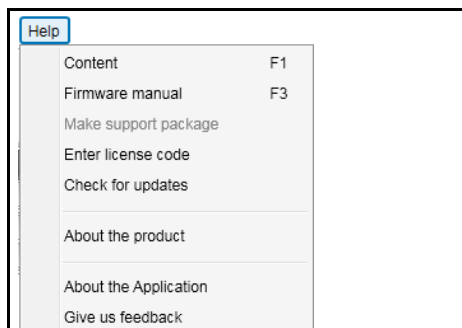 Help
Content F1
Firmware manual F3
Make support package
Enter license code
Check for updates
About the product
About the Application
Give us feedback